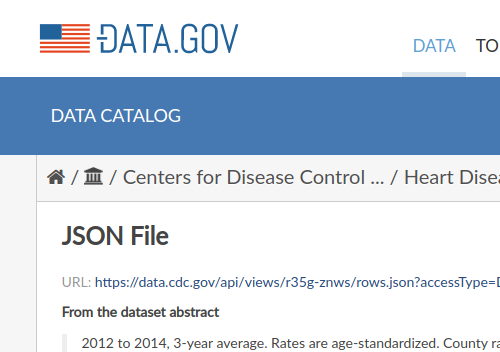 DATA.GOV
DATA TO
DATA CATALOG
/ / Centers for Disease Control ... / Heart Dise
JSON File
URL: https://data.cdc.gov/api/views/r35g-znws/rows.json?accessType=
From the dataset abstract
2012 to 2014, 3-year average. Rates are age-standardized. County